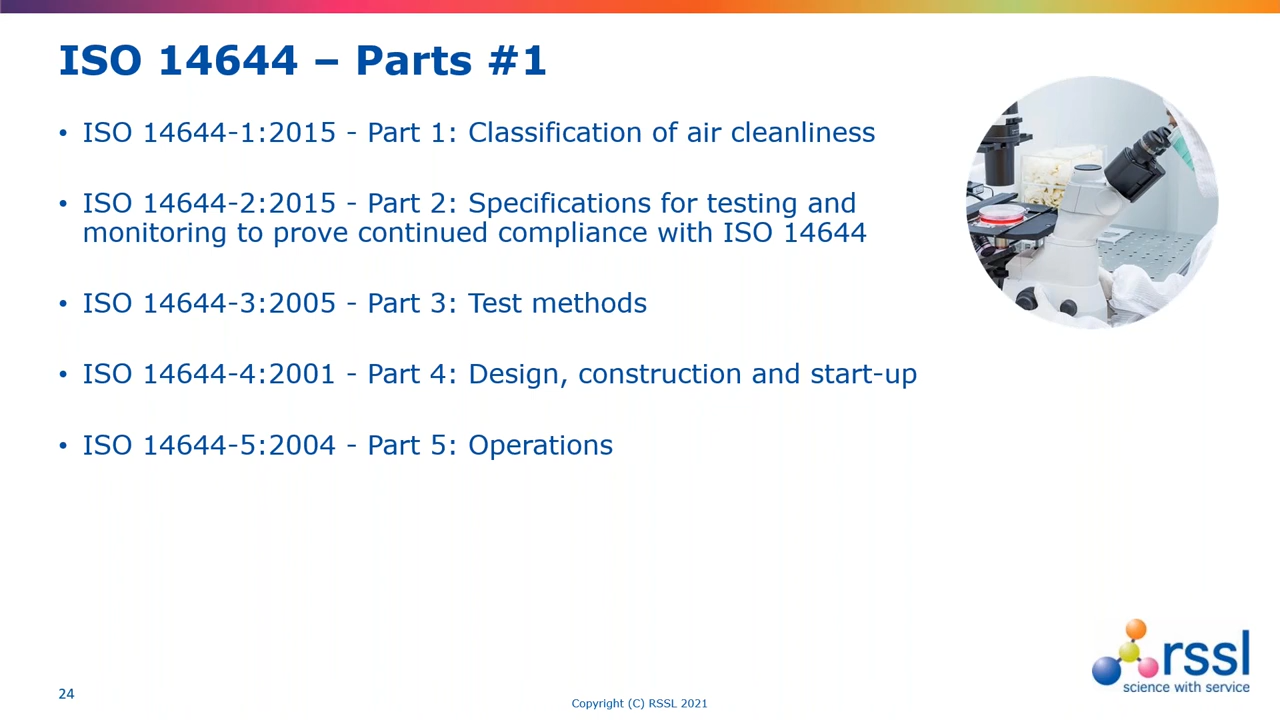 ISO 14644 – Parts #1
• ISO 14644-1:2015 - Part 1: Classification of air cleanliness
• ISO 14644-2:2015 - Part 2: Specifications for testing and
monitoring to prove continued compliance with ISO 14644
• ISO 14644-3:2005 - Part 3: Test methods
• ISO 14644-4:2001 - Part 4: Design, construction and start-up
• ISO 14644-5:2004 - Part 5: Operations
rssl
science with service
24
Copyright (C) RSSL 2021